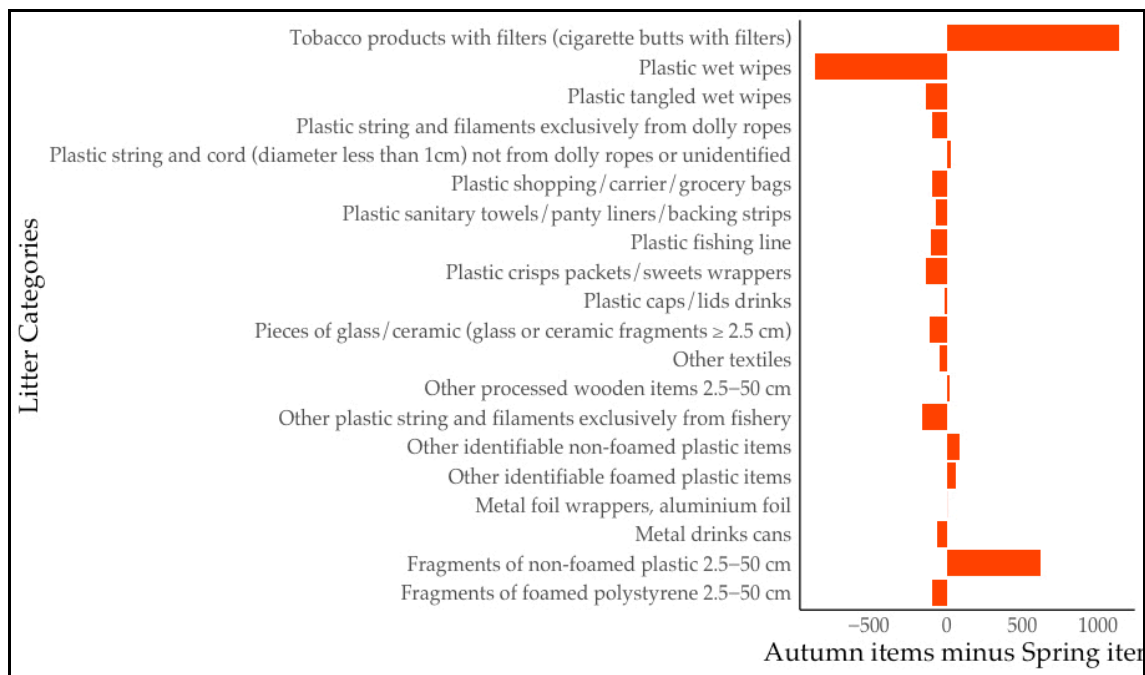 Tobacco products with filters (cigarette butts with filters)
Plastic wet wipes
Plastic tangled wet wipes
Plastic string and filaments exclusively from dolly ropes
Plastic string and cord (diameter less than 1cm) not from dolly ropes or unidentified
Plastic shopping/carrier/grocery bags
Plastic sanitary towels/panty liners/backing strips
Plastic fishing line
Plastic crisps packets/sweets wrappers
Plastic caps/lids drinks
Pieces of glass/ceramic (glass or ceramic fragments ≥ 2.5 cm)
Other textiles
Other processed wooden items 2.5−50 cm
Other plastic string and filaments exclusively from fishery
Other identifiable non-foamed plastic items
Other identifiable foamed plastic items
Metal foil wrappers, aluminium foil
Metal drinks cans
Fragments of non-foamed plastic 2.5−50 cm
Fragments of foamed polystyrene 2.5−50 cm
Litter Categories
−500 0 500 1000
Autumn items minus Spring